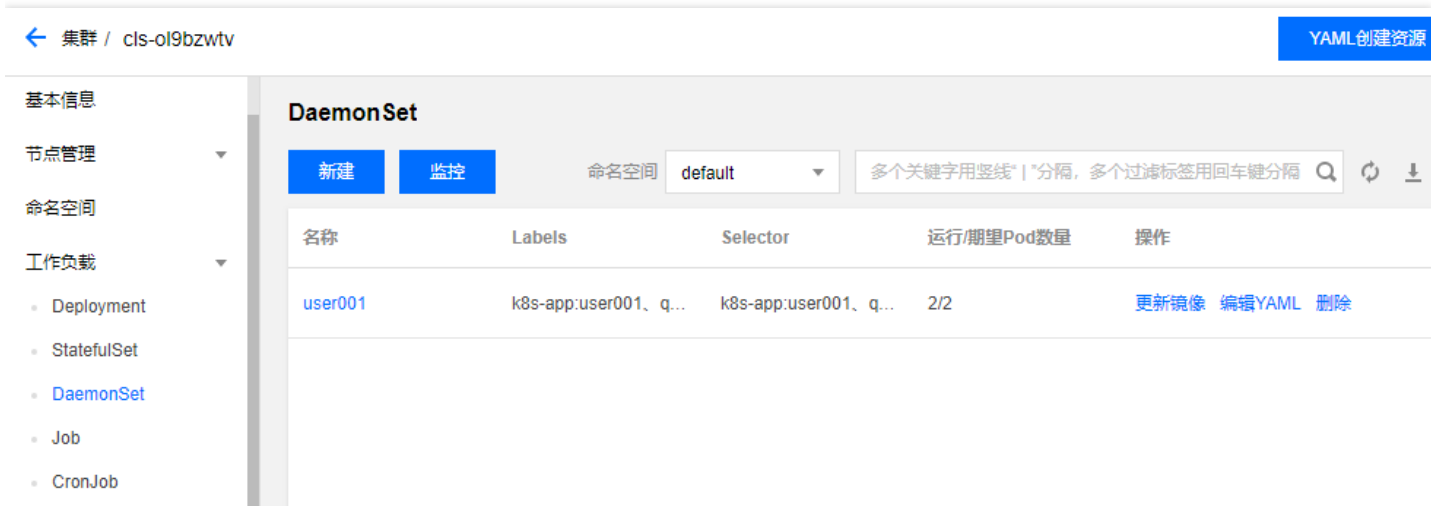 集群 / cls-ol9bzwtv
YAML创建资源
基本信息
节点管理
命名空间
工作负载
Deployment
StatefulSet
DaemonSet
Job
CronJob
DaemonSet
新建 监控 命名空间 default 多个关键字用竖线“|”分隔，多个过滤标签用回车键分隔
名称 Labels Selector 运行/期望Pod数量 操作
user001 k8s-app:user001、q... k8s-app:user001、q... 2/2 更新镜像 编辑YAML 删除